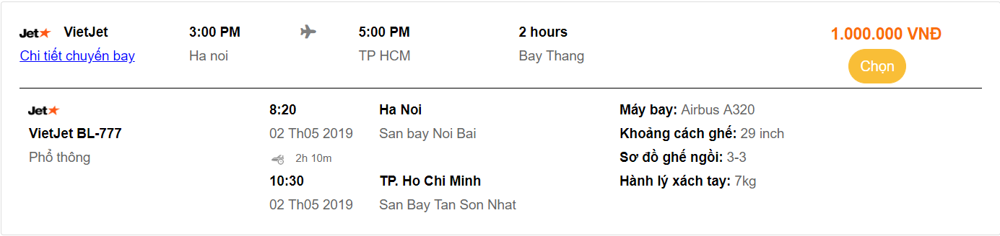 Jet VietJet 3:00 PM 5:00 PM 2 hours 1.000.000 VNĐ
Chi tiết chuyến bay Ha noi TP HCM Bay Thang Chọn
Jet 8:20 Ha Noi Máy bay: Airbus A320
VietJet BL-777 02 Th05 2019 San bay Noi Bai Khoảng cách ghế: 29 inch
Phổ thông 2h 10m Sơ đồ ghế ngồi: 3-3
10:30 TP. Ho Chi Minh Hành lý xách tay: 7kg
02 Th05 2019 San Bay Tan Son Nhat